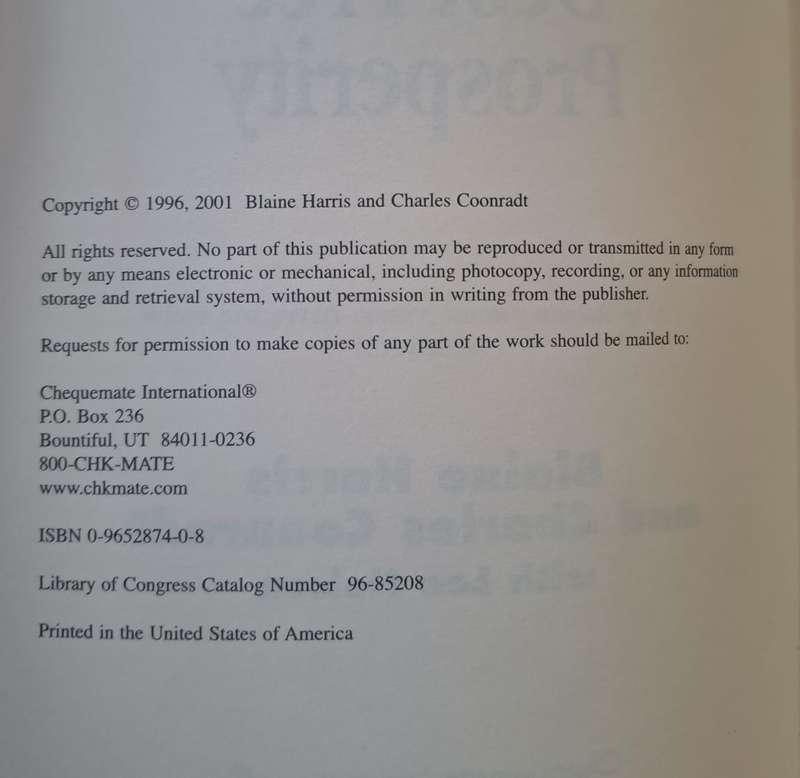 Copyright © 1996, 2001 Blaine Harris and Charles Coonradt
All rights reserved. No part of this publication may be reproduced or transmitted in any form
or by any means electronic or mechanical, including photocopy, recording, or any information
storage and retrieval system, without permission in writing from the publisher.
Requests for permission to make copies of any part of the work should be mailed to:
Chequemate International®
P.O. Box 236
Bountiful, UT 84011-0236
800-CHK-MATE
www.chkmate.com
ISBN 0-9652874-0-8
Library of Congress Catalog Number 96-85208
Printed in the United States of America